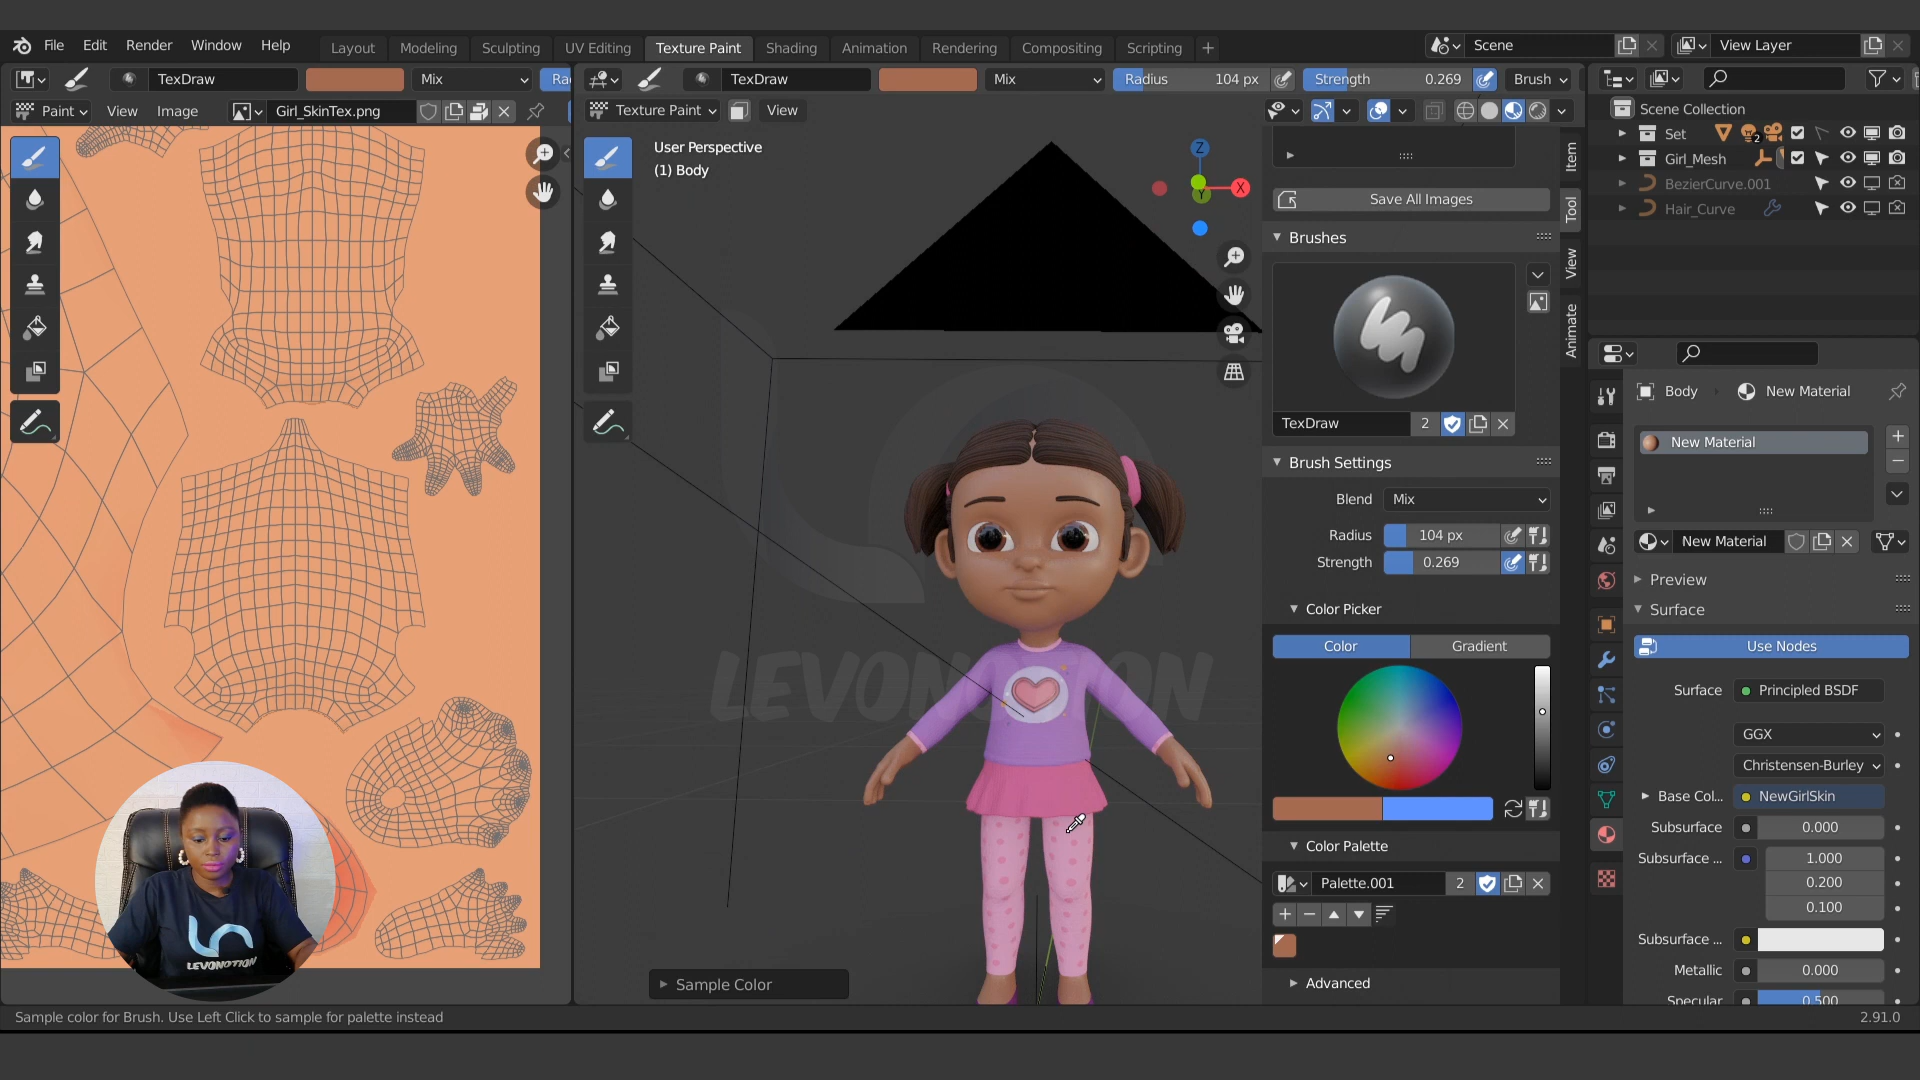 File Edit Render Window Help Layout Modeling Sculpting UV Editing Texture Paint Shading Animation Rendering Compositing Scripting + Scene View Layer
TexDraw Mix Ra TexDraw Mix Radius 104 px Strength 0.269 Brush
Paint View Image Girl_SkinTex.png Texture Paint View
Scene Collection
Set 2
Girl_Mesh
BezierCurve.001
Hair_Curve
User Perspective
(1) Body
Z
X
Y
Item
Tool
View
Animate
Save All Images
Brushes
TexDraw 2
Brush Settings
Blend Mix
Radius 104 px
Strength 0.269
Color Picker
Color Gradient
Color Palette
Palette.001 2
Advanced
Body New Material
New Material
New Material
Preview
Surface
Use Nodes
Surface Principled BSDF
GGX
Christensen-Burley
Base Col... NewGirlSkin
Subsurface 0.000
Subsurface ... 1.000
0.200
0.100
Subsurface ...
Metallic 0.000
Specular 0.500
LEVONOTION
LEVONOTION
Sample Color
Sample color for Brush. Use Left Click to sample for palette instead
2.91.0